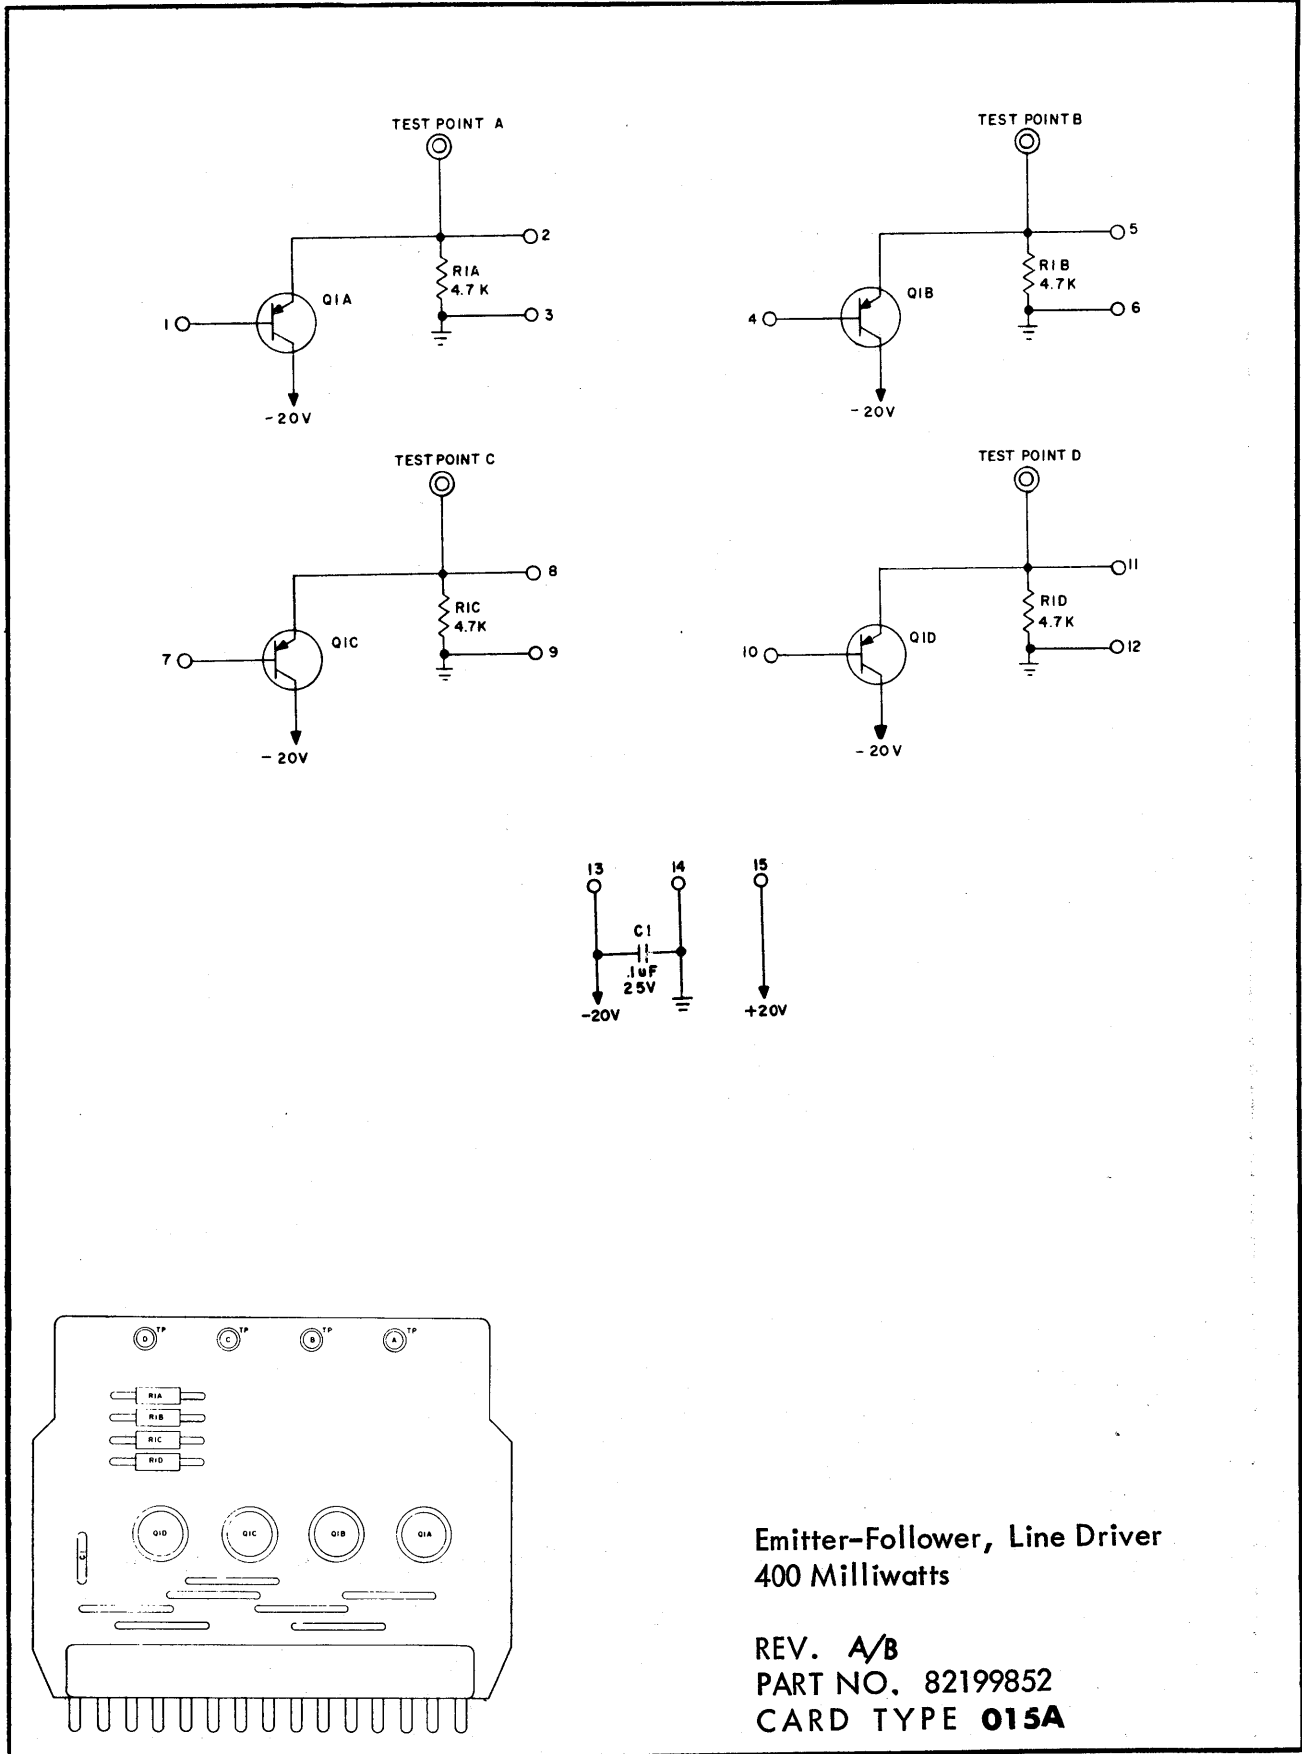 TEST POINT A
2
R1A
4.7 K
Q1A
1
3
-20V
TEST POINT B
5
R1B
4.7K
Q1B
4
6
-20V
TEST POINT C
8
R1C
4.7K
Q1C
7
9
-20V
TEST POINT D
11
R1D
4.7K
Q1D
10
12
-20V
13
14
15
C1
.1uF
25V
-20V
+20V
D TP
C TP
B TP
A TP
R1A
R1B
R1C
R1D
Q1D
Q1C
Q1B
Q1A
C1
Emitter-Follower, Line Driver
400 Milliwatts
REV. A/B
PART NO. 82199852
CARD TYPE 015A